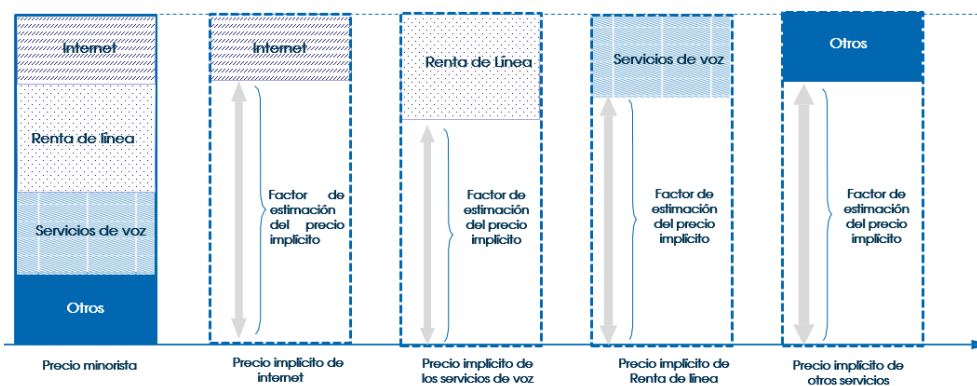 Internet
Renta de línea
Servicios de voz
Otros
Precio minorista
Internet
Factor de
estimación
del precio
implícito
Precio implícito de
internet
Renta de Línea
Factor de
estimación
del precio
implícito
Precio implícito de
los servicios de voz
Servicios de voz
Factor de
estimación
del precio
implícito
Precio implícito de
Renta de línea
Otros
Factor de
estimación
del precio
implícito
Precio implícito de
otros servicios